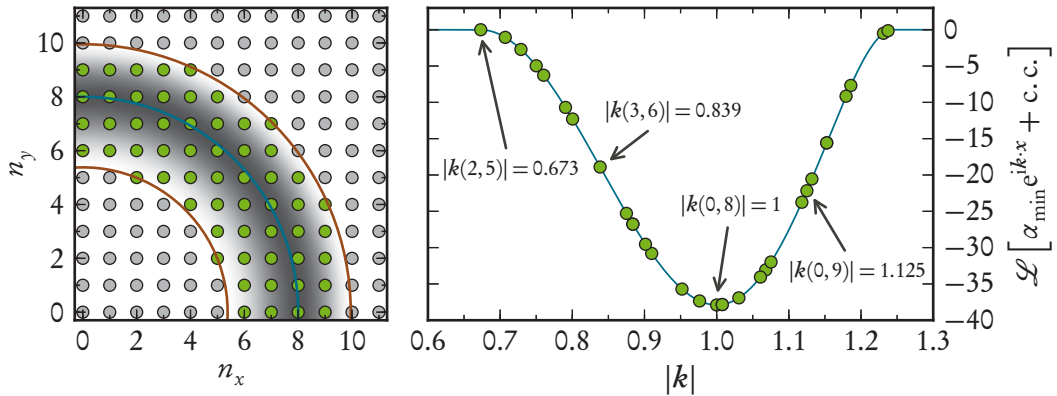 10
8
6
4
2
0
n_y
0 2 4 6 8 10
n_x
|k(2,5)| = 0.673
|k(3,6)| = 0.839
|k(0,8)| = 1
|k(0,9)| = 1.125
0.6 0.7 0.8 0.9 1.0 1.1 1.2 1.3
|k|
0
−5
−10
−15
−20
−25
−30
−35
−40
ℒ [ α_min e^{ik·x} + c.c. ]